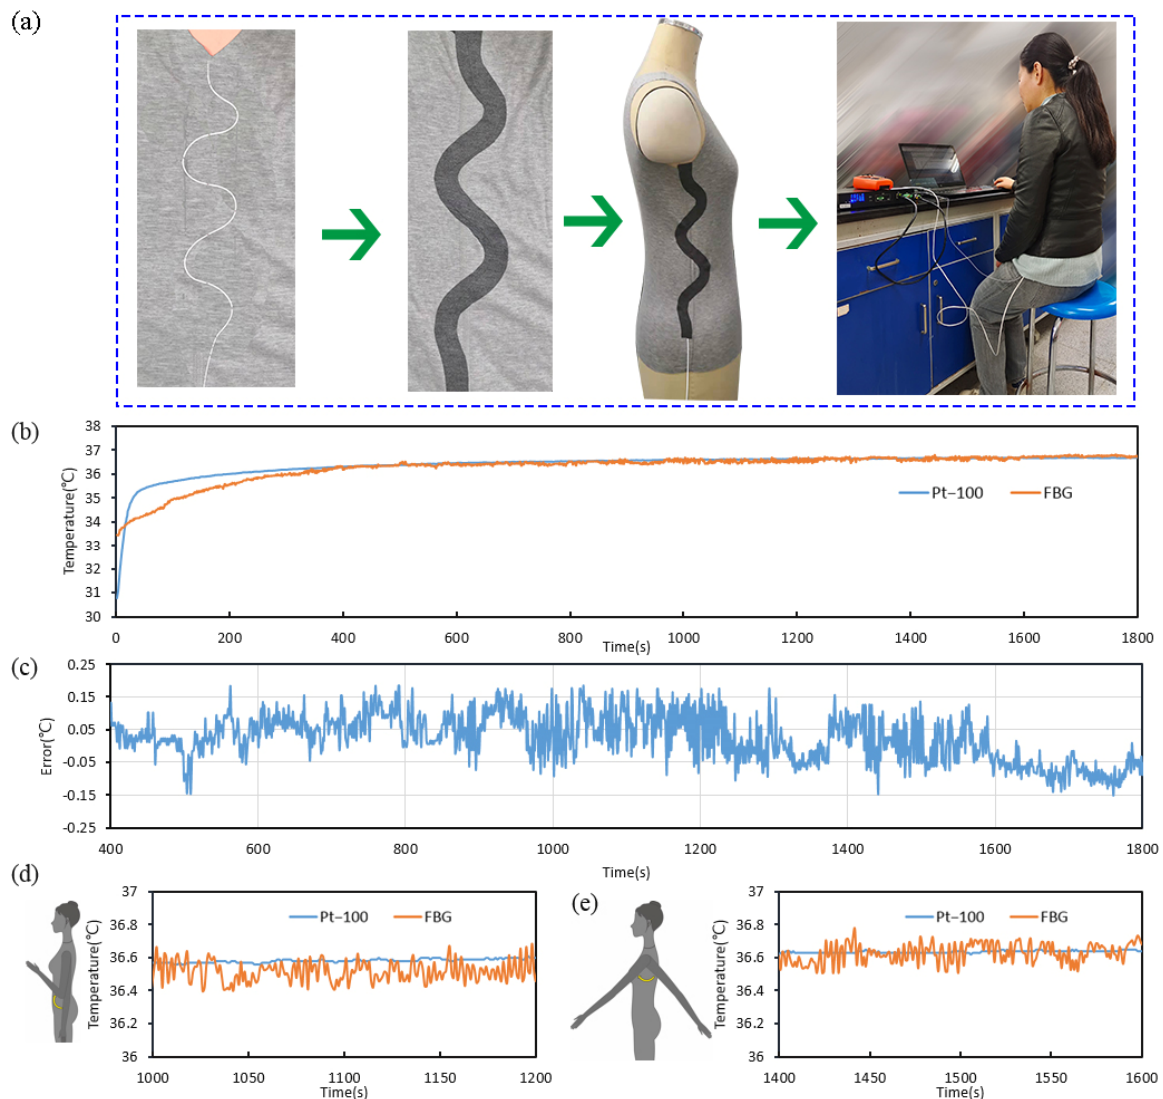 (a)
(b)
38
37
36
35
34
33
32
31
30
Temperature(℃)
Pt−100
FBG
0
200
400
600
800
1000
1200
1400
1600
1800
Time(s)
(c)
0.25
0.15
0.05
-0.05
-0.15
-0.25
Error(℃)
400
600
800
1000
1200
1400
1600
1800
Time(s)
(d)
37
36.8
36.6
36.4
36.2
36
Temperature(℃)
Pt−100
FBG
1000
1050
1100
1150
1200
Time(s)
(e)
37
36.8
36.6
36.4
36.2
36
Temperature(℃)
Pt−100
FBG
1400
1450
1500
1550
1600
Time(s)